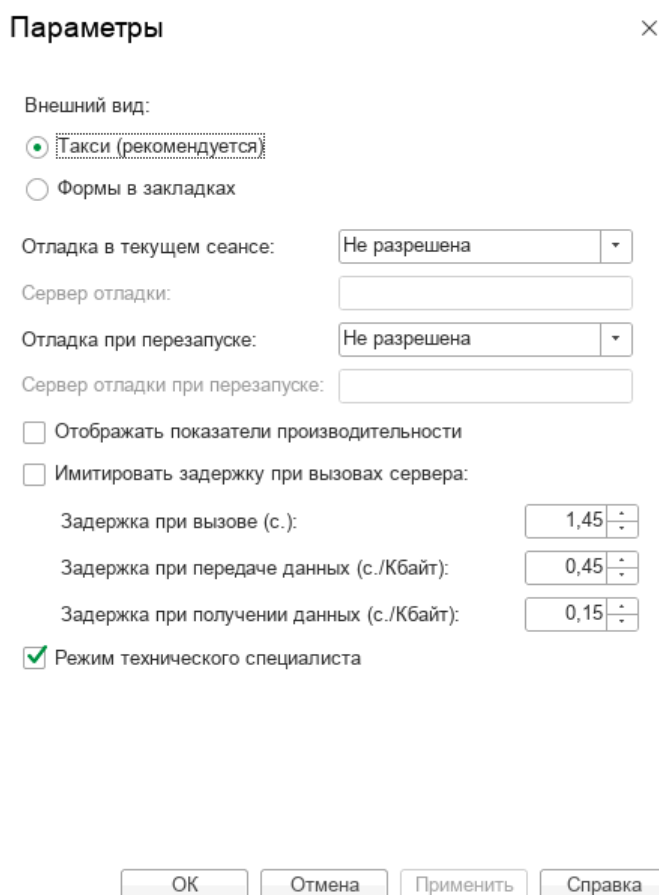 Параметры
Внешний вид:
Такси (рекомендуется)
Формы в закладках
Отладка в текущем сеансе: Не разрешена
Сервер отладки:
Отладка при перезапуске: Не разрешена
Сервер отладки при перезапуске:
Отображать показатели производительности
Имитировать задержку при вызовах сервера:
Задержка при вызове (с.): 1,45
Задержка при передаче данных (с./Кбайт): 0,45
Задержка при получении данных (с./Кбайт): 0,15
Режим технического специалиста
ОК Отмена Применить Справка